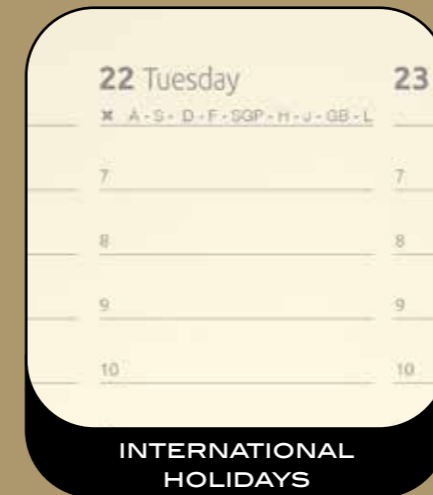 22 Tuesday
23
✖ A - S - D - F - SGP - H - J - GB - L
7
7
8
8
9
9
10
10
INTERNATIONAL
HOLIDAYS